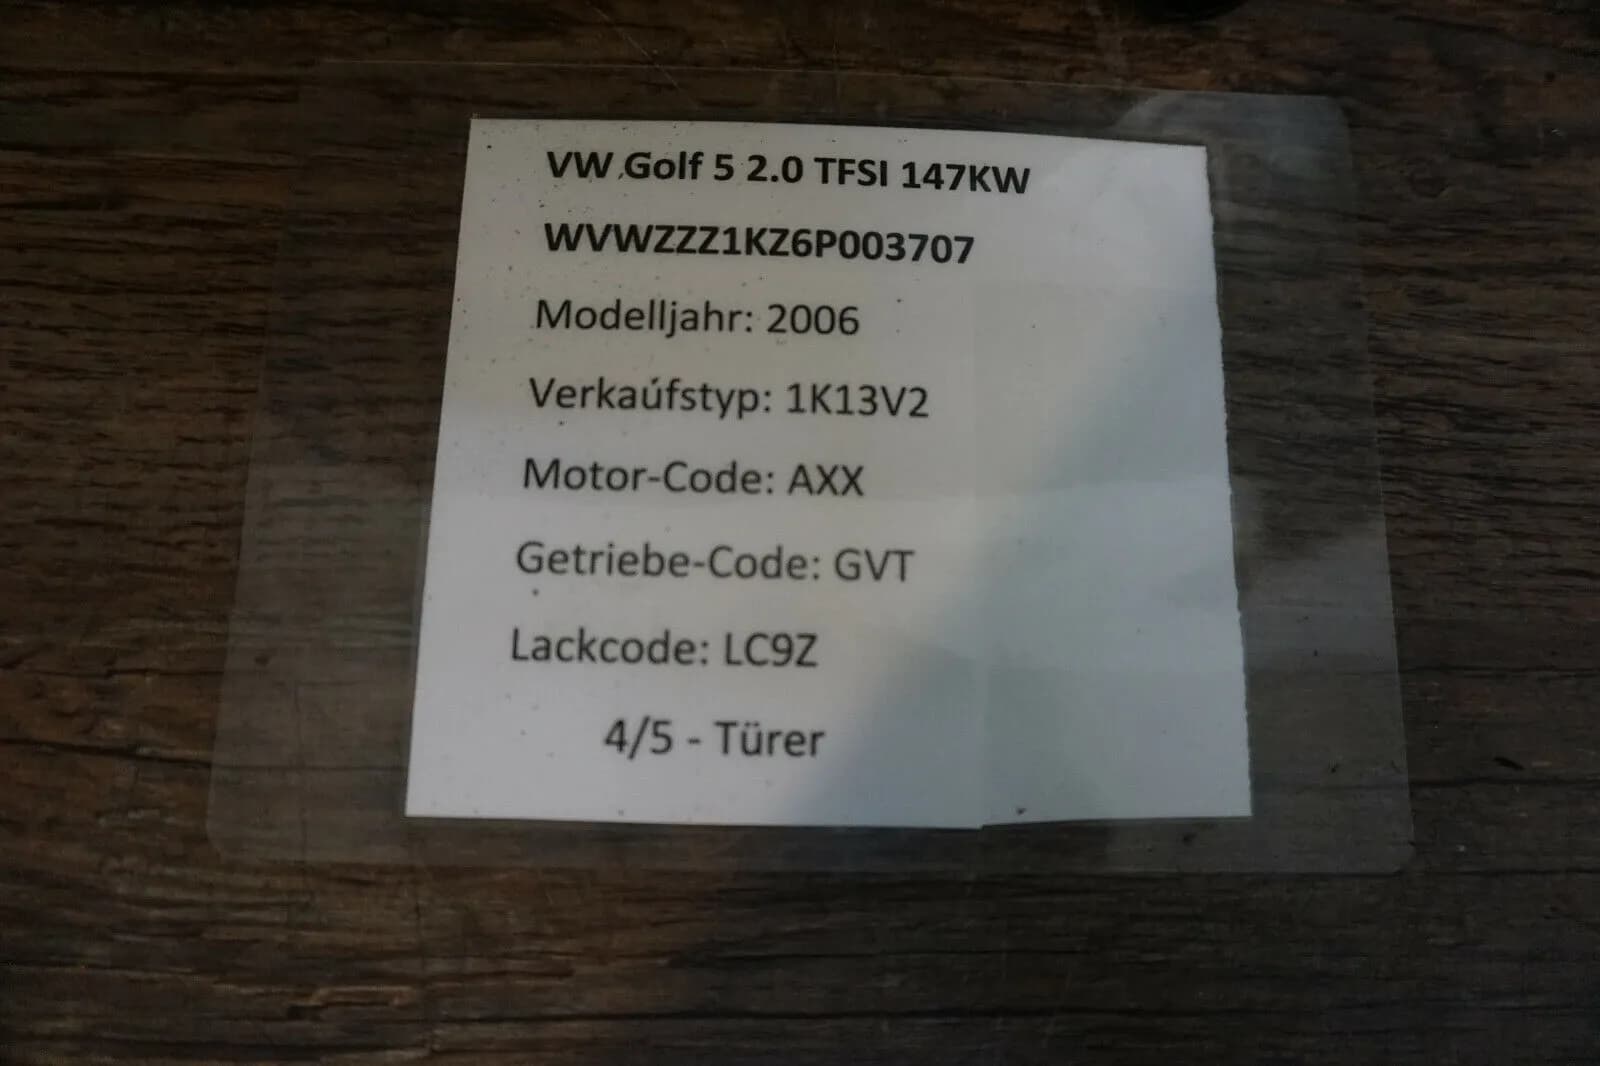 VW Golf 5 2.0 TFSI 147KW
WVWZZZ1KZ6P003707
Modelljahr: 2006
Verkaufstyp: 1K13V2
Motor-Code: AXX
Getriebe-Code: GVT
Lackcode: LC9Z
4/5 - Türer